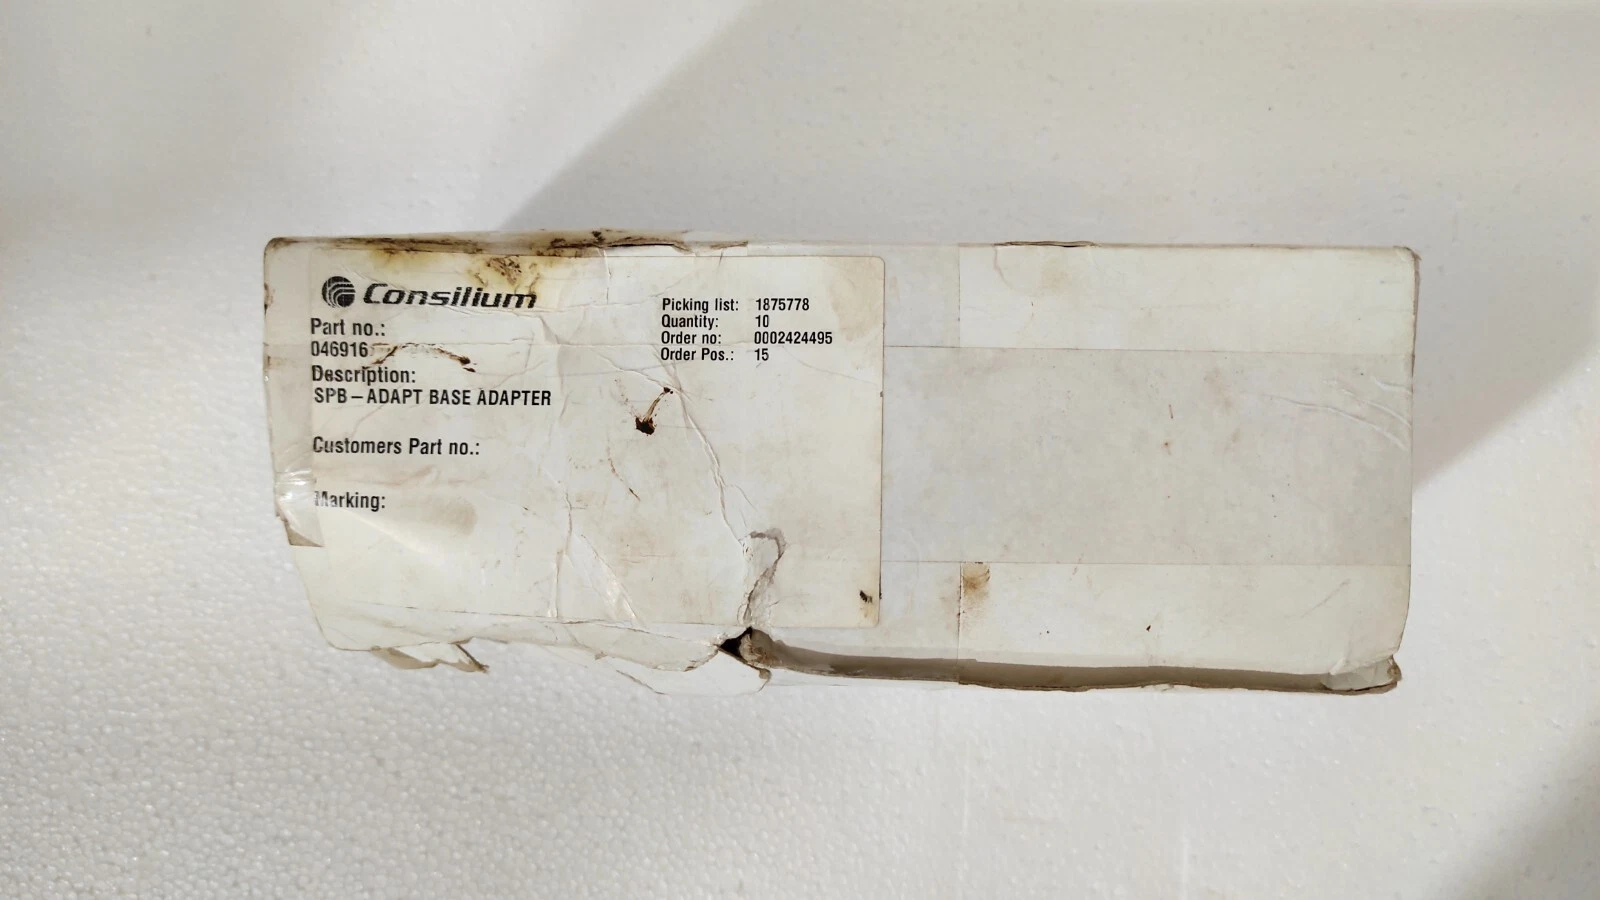 Consilium
Part no.:
046916
Description:
SPB-ADAPT BASE ADAPTER
Customers Part no.:
Marking:
Picking list: 1875778
Quantity: 10
Order no: 0002424495
Order Pos.: 15